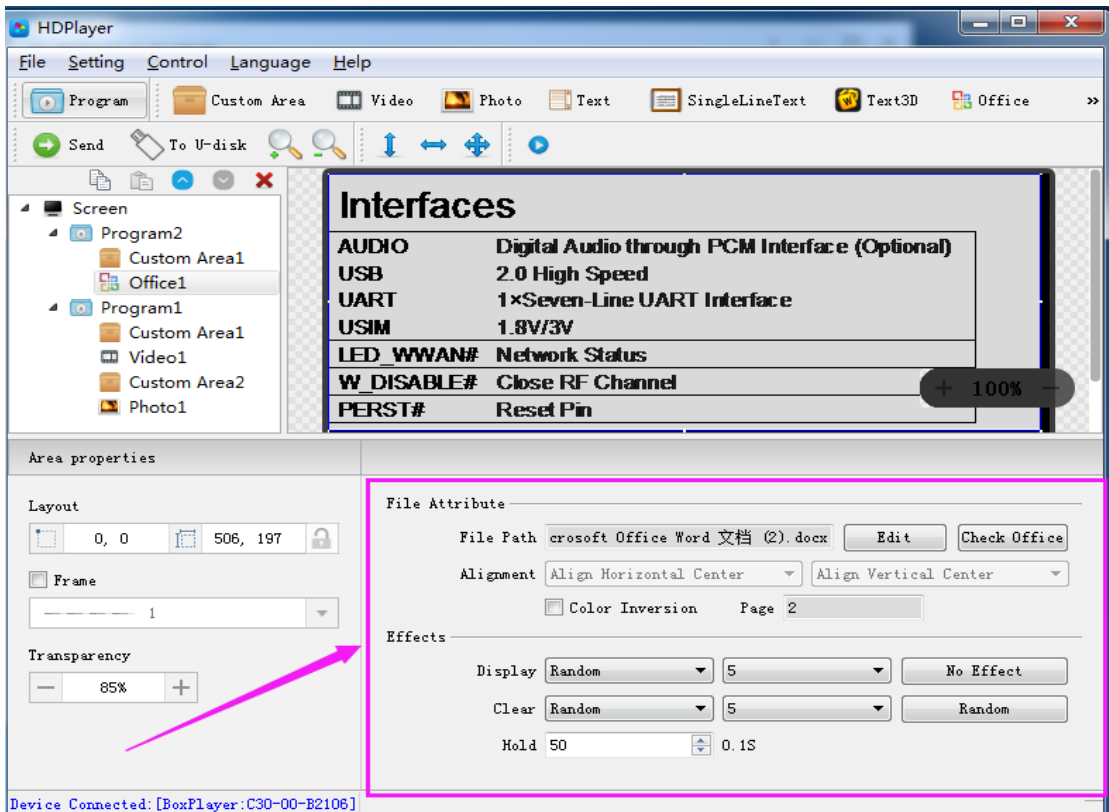 HDPlayer
File Setting Control Language Help
Program Custom Area Video Photo Text SingleLineText Text3D Office »
Send To U-disk
Screen
Program2
Custom Area1
Office1
Program1
Custom Area1
Video1
Custom Area2
Photo1
Interfaces
AUDIO Digital Audio through PCM Interface (Optional)
USB 2.0 High Speed
UART 1×Seven-Line UART Interface
USIM 1.8V/3V
LED_WWAN# Network Status
W_DISABLE# Close RF Channel
PERST# Reset Pin
+ 100% −
Area properties
Layout
0, 0 506, 197
Frame
1
Transparency
85%
File Attribute
File Path crosoft Office Word 文档 (2).docx Edit Check Office
Alignment Align Horizontal Center Align Vertical Center
Color Inversion Page 2
Effects
Display Random 5 No Effect
Clear Random 5 Random
Hold 50 0.1S
Device Connected:[BoxPlayer:C30-00-B2106]